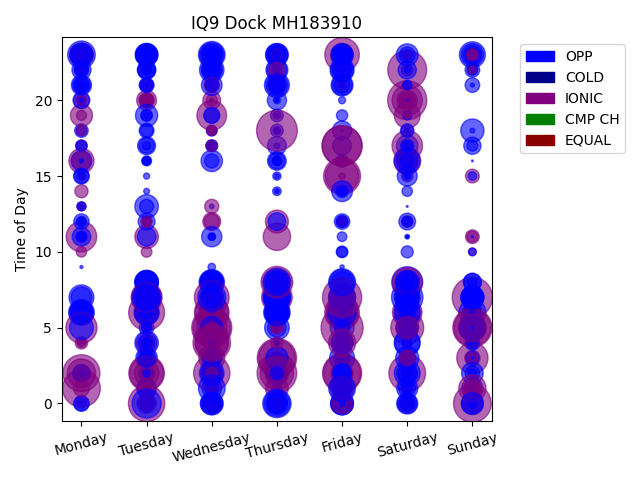 IQ9 Dock MH183910
OPP
COLD
IONIC
CMP CH
EQUAL
Time of Day
20
15
10
5
0
Monday
Tuesday
Wednesday
Thursday
Friday
Saturday
Sunday